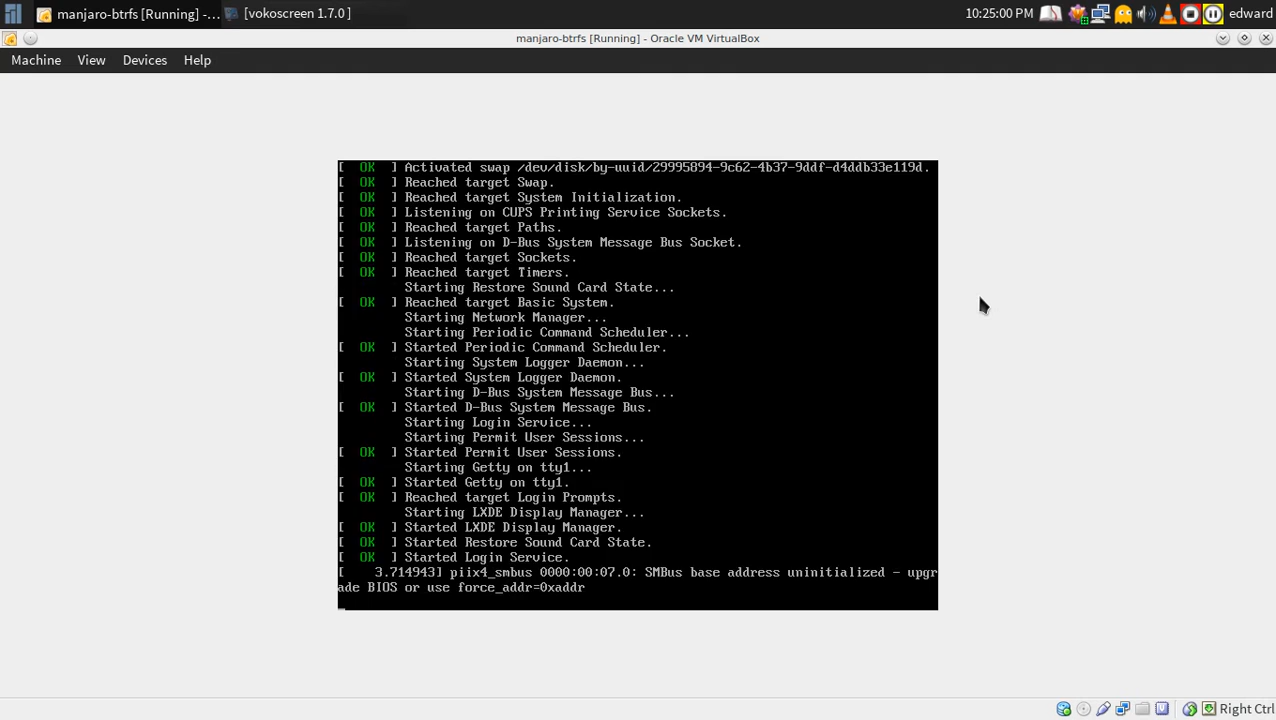 manjaro-btrfs [Running] -... [vokoscreen 1.7.0 ] 10:25:00 PM edward
manjaro-btrfs [Running] - Oracle VM VirtualBox
Machine View Devices Help
[  OK  ] Activated swap /dev/disk/by-uuid/29995894-9c62-4b37-9ddf-d4ddb33e119d.
[  OK  ] Reached target Swap.
[  OK  ] Reached target System Initialization.
[  OK  ] Listening on CUPS Printing Service Sockets.
[  OK  ] Reached target Paths.
[  OK  ] Listening on D-Bus System Message Bus Socket.
[  OK  ] Reached target Sockets.
[  OK  ] Reached target Timers.
Starting Restore Sound Card State...
[  OK  ] Reached target Basic System.
Starting Network Manager...
Starting Periodic Command Scheduler...
[  OK  ] Started Periodic Command Scheduler.
Starting System Logger Daemon...
[  OK  ] Started System Logger Daemon.
Starting D-Bus System Message Bus...
[  OK  ] Started D-Bus System Message Bus.
Starting Login Service...
Starting Permit User Sessions...
[  OK  ] Started Permit User Sessions.
Starting Getty on tty1...
[  OK  ] Started Getty on tty1.
[  OK  ] Reached target Login Prompts.
Starting LXDE Display Manager...
[  OK  ] Started LXDE Display Manager.
[  OK  ] Started Restore Sound Card State.
[  OK  ] Started Login Service.
[    3.714943] piix4_smbus 0000:00:07.0: SMBus base address uninitialized - upgr
ade BIOS or use force_addr=0xaddr
Right Ctrl